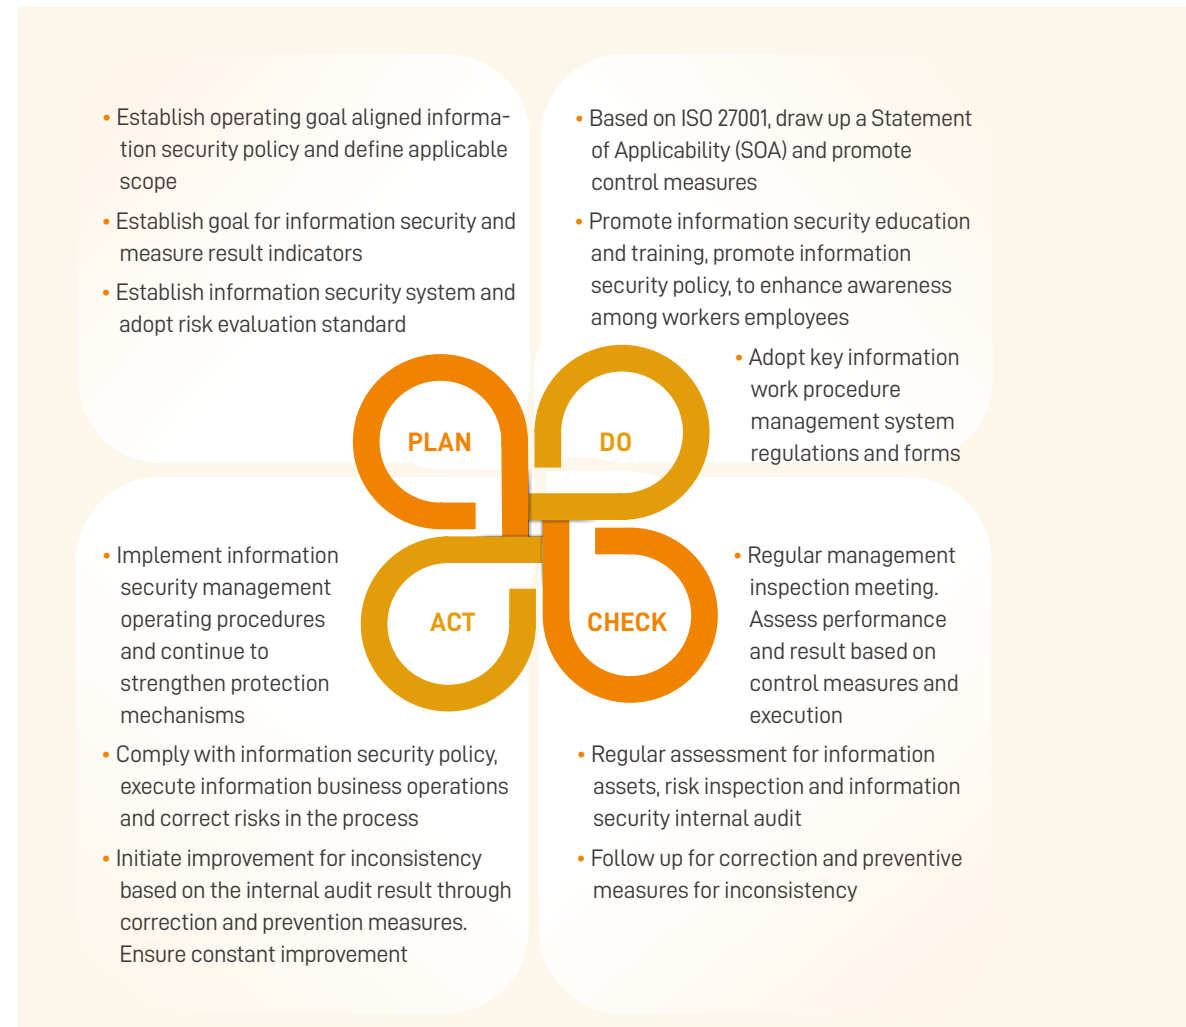 • Establish operating goal aligned informa-
tion security policy and define applicable
scope
• Establish goal for information security and
measure result indicators
• Establish information security system and
adopt risk evaluation standard
PLAN
• Based on ISO 27001, draw up a Statement
of Applicability (SOA) and promote
control measures
• Promote information security education
and training, promote information
security policy, to enhance awareness
among workers employees
• Adopt key information
work procedure
management system
regulations and forms
DO
• Implement information
security management
operating procedures
and continue to
strengthen protection
mechanisms
• Comply with information security policy,
execute information business operations
and correct risks in the process
• Initiate improvement for inconsistency
based on the internal audit result through
correction and prevention measures.
Ensure constant improvement
ACT
CHECK
• Regular management
inspection meeting.
Assess performance
and result based on
control measures and
execution
• Regular assessment for information
assets, risk inspection and information
security internal audit
• Follow up for correction and preventive
measures for inconsistency